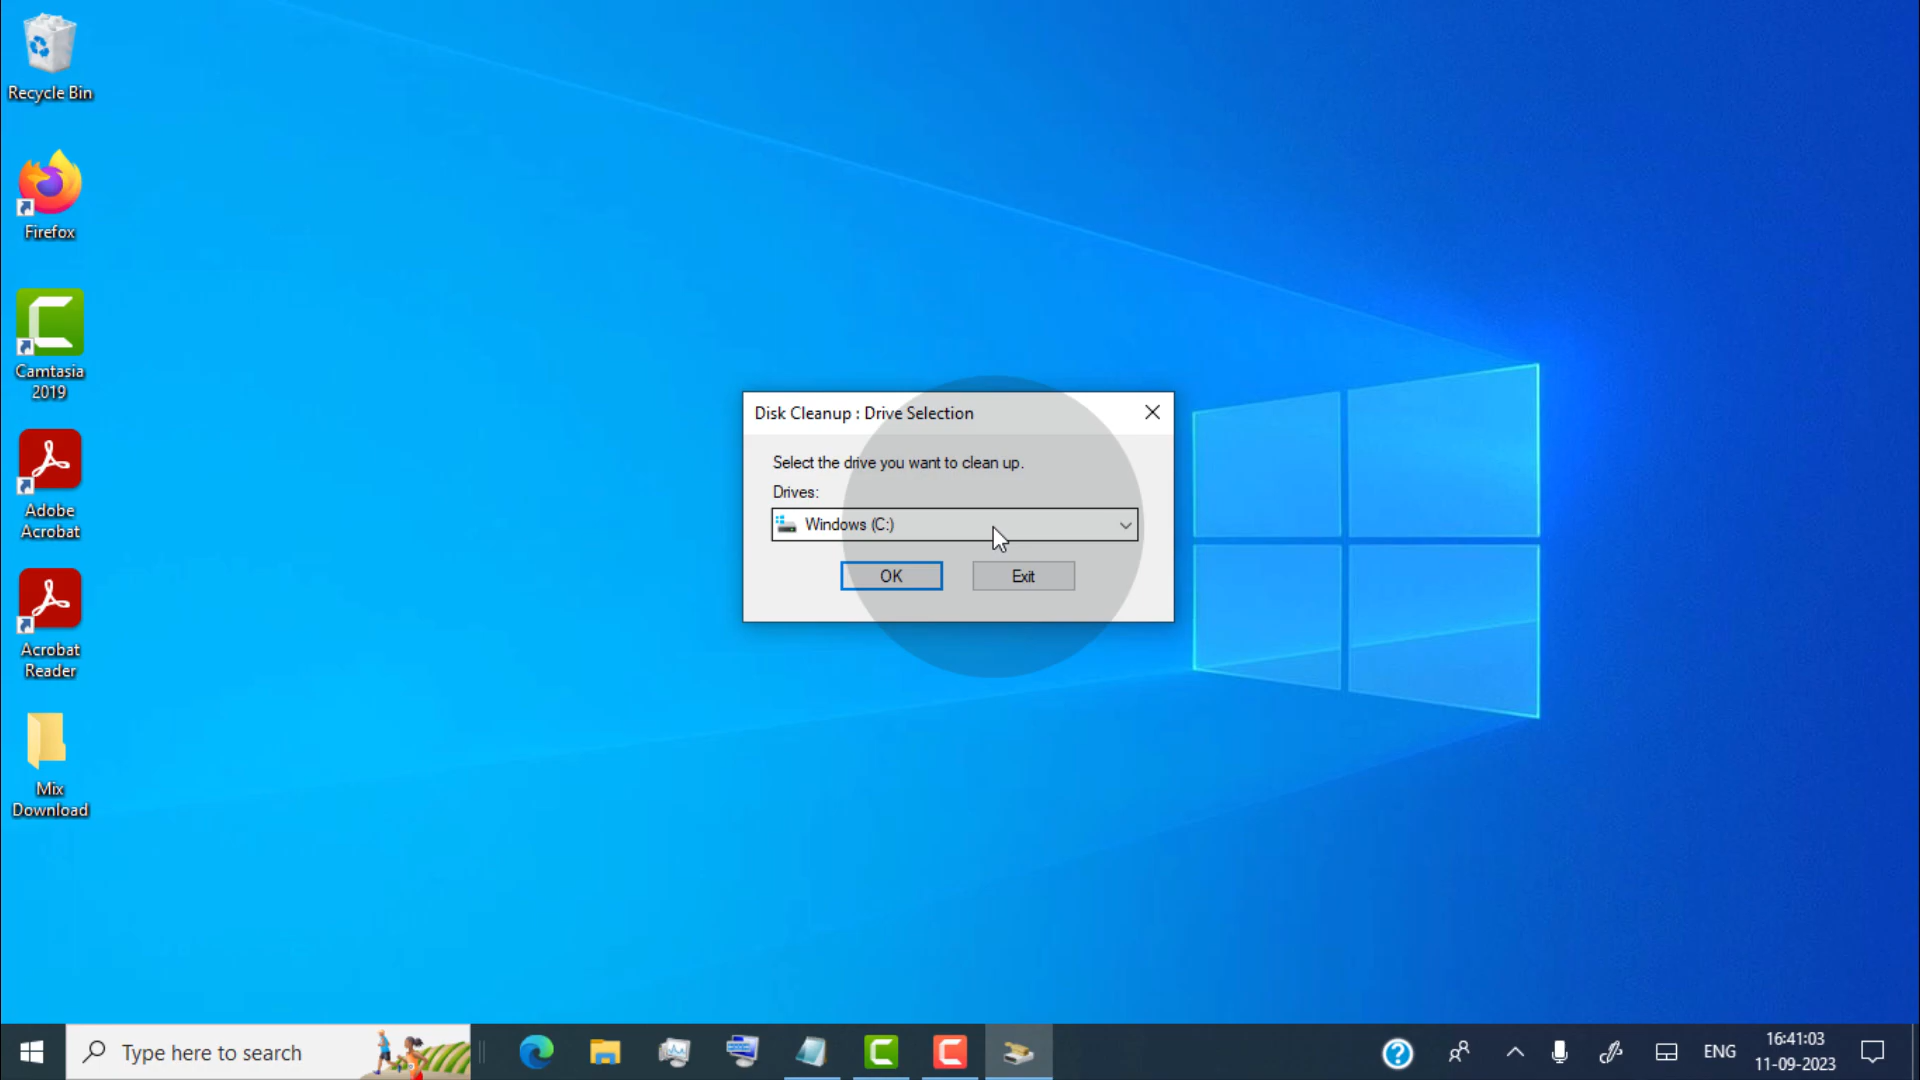 Recycle Bin
Firefox
Camtasia
2019
Adobe
Acrobat
Acrobat
Reader
Mix
Download
Disk Cleanup : Drive Selection
Select the drive you want to clean up.
Drives:
Windows (C:)
OK
Exit
Type here to search
ENG
16:41:03
11-09-2023